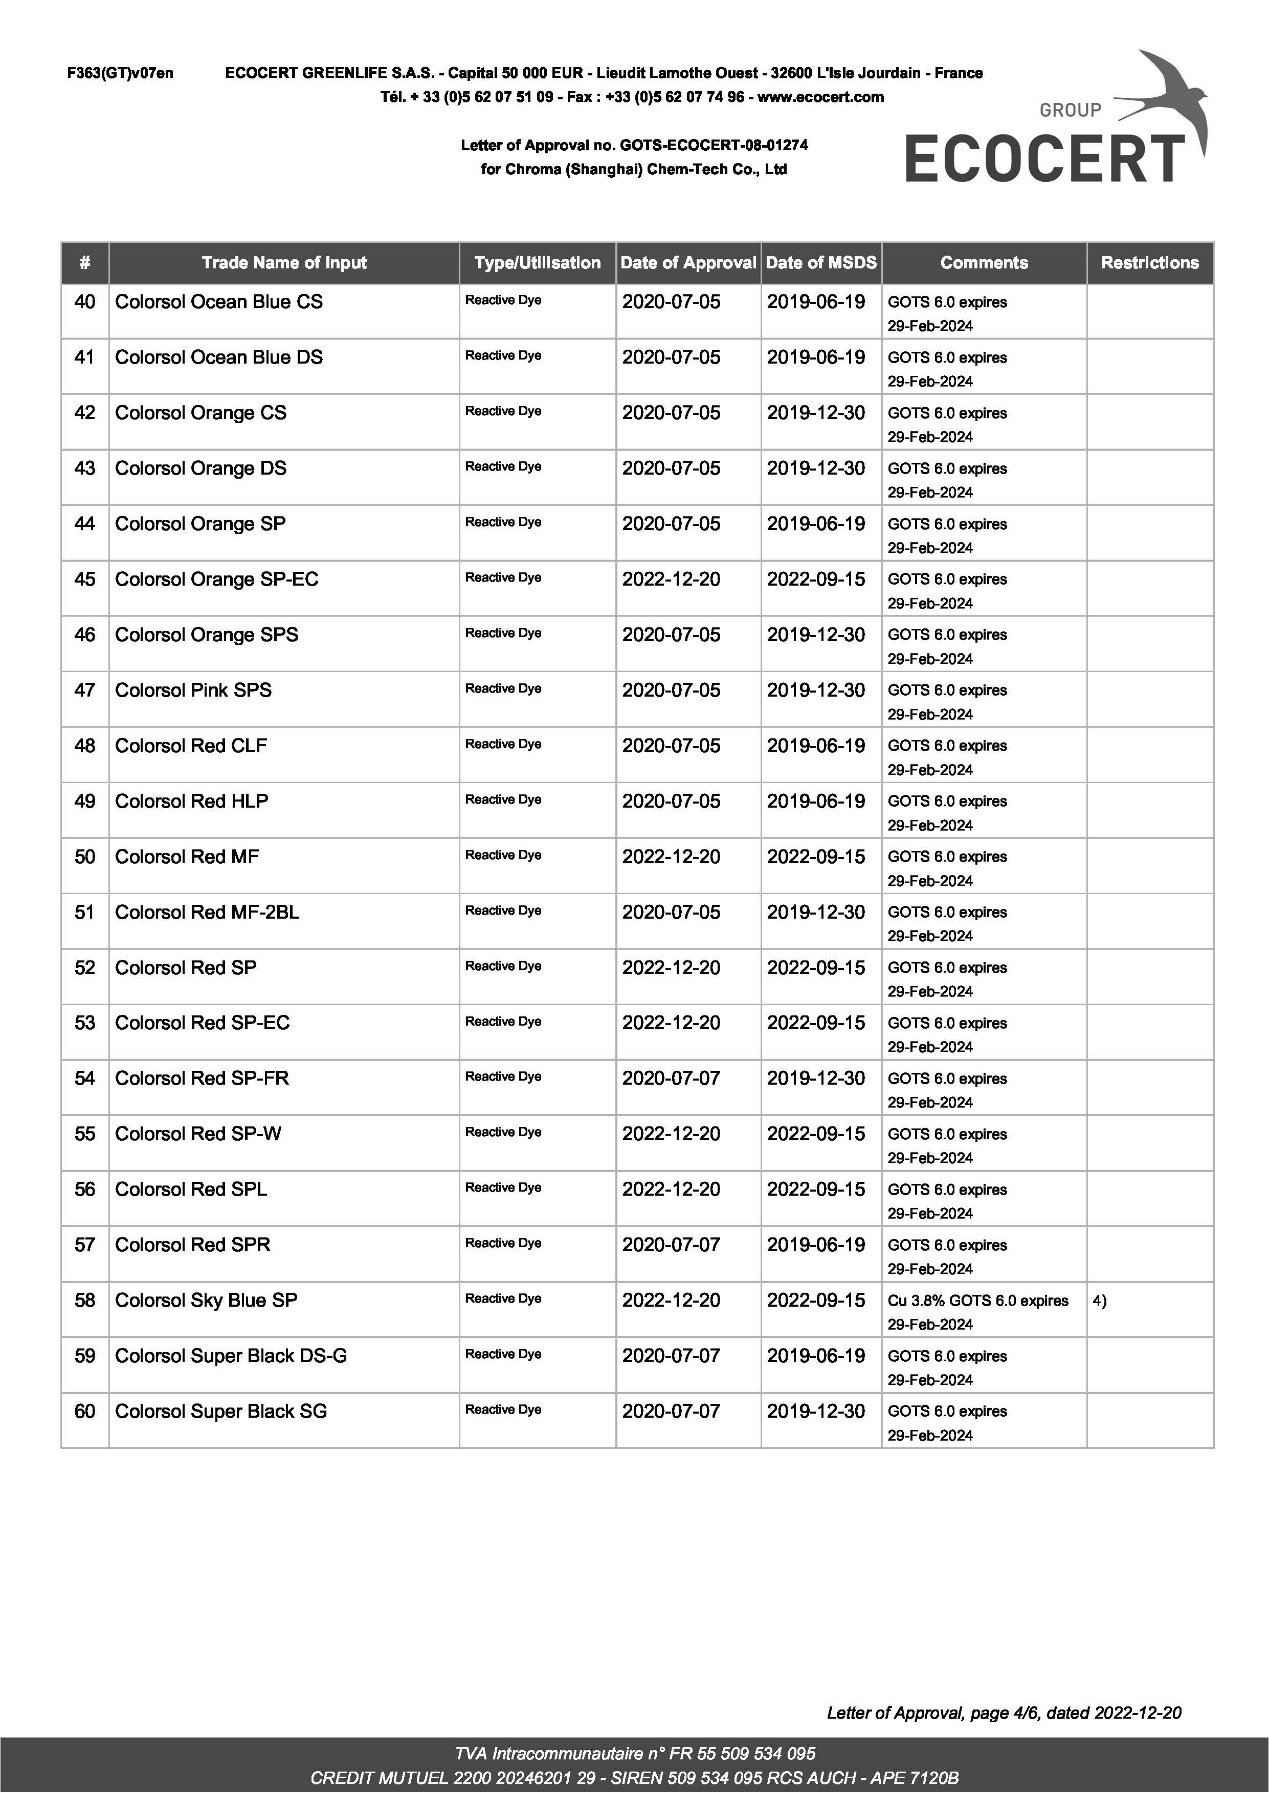 F363(GT)v07en
ECOCERT GREENLIFE S.A.S. - Capital 50 000 EUR - Lieudit Lamothe Ouest - 32600 L'Isle Jourdain - France
Tél. + 33 (0)5 62 07 51 09 - Fax : +33 (0)5 62 07 74 96 - www.ecocert.com
GROUP
ECOCERT
Letter of Approval no. GOTS-ECOCERT-08-01274
for Chroma (Shanghai) Chem-Tech Co., Ltd
# Trade Name of Input Type/Utilisation Date of Approval Date of MSDS Comments Restrictions
40 Colorsol Ocean Blue CS Reactive Dye 2020-07-05 2019-06-19 GOTS 6.0 expires
29-Feb-2024
41 Colorsol Ocean Blue DS Reactive Dye 2020-07-05 2019-06-19 GOTS 6.0 expires
29-Feb-2024
42 Colorsol Orange CS Reactive Dye 2020-07-05 2019-12-30 GOTS 6.0 expires
29-Feb-2024
43 Colorsol Orange DS Reactive Dye 2020-07-05 2019-12-30 GOTS 6.0 expires
29-Feb-2024
44 Colorsol Orange SP Reactive Dye 2020-07-05 2019-06-19 GOTS 6.0 expires
29-Feb-2024
45 Colorsol Orange SP-EC Reactive Dye 2022-12-20 2022-09-15 GOTS 6.0 expires
29-Feb-2024
46 Colorsol Orange SPS Reactive Dye 2020-07-05 2019-12-30 GOTS 6.0 expires
29-Feb-2024
47 Colorsol Pink SPS Reactive Dye 2020-07-05 2019-12-30 GOTS 6.0 expires
29-Feb-2024
48 Colorsol Red CLF Reactive Dye 2020-07-05 2019-06-19 GOTS 6.0 expires
29-Feb-2024
49 Colorsol Red HLP Reactive Dye 2020-07-05 2019-06-19 GOTS 6.0 expires
29-Feb-2024
50 Colorsol Red MF Reactive Dye 2022-12-20 2022-09-15 GOTS 6.0 expires
29-Feb-2024
51 Colorsol Red MF-2BL Reactive Dye 2020-07-05 2019-12-30 GOTS 6.0 expires
29-Feb-2024
52 Colorsol Red SP Reactive Dye 2022-12-20 2022-09-15 GOTS 6.0 expires
29-Feb-2024
53 Colorsol Red SP-EC Reactive Dye 2022-12-20 2022-09-15 GOTS 6.0 expires
29-Feb-2024
54 Colorsol Red SP-FR Reactive Dye 2020-07-07 2019-12-30 GOTS 6.0 expires
29-Feb-2024
55 Colorsol Red SP-W Reactive Dye 2022-12-20 2022-09-15 GOTS 6.0 expires
29-Feb-2024
56 Colorsol Red SPL Reactive Dye 2022-12-20 2022-09-15 GOTS 6.0 expires
29-Feb-2024
57 Colorsol Red SPR Reactive Dye 2020-07-07 2019-06-19 GOTS 6.0 expires
29-Feb-2024
58 Colorsol Sky Blue SP Reactive Dye 2022-12-20 2022-09-15 Cu 3.8% GOTS 6.0 expires 4)
29-Feb-2024
59 Colorsol Super Black DS-G Reactive Dye 2020-07-07 2019-06-19 GOTS 6.0 expires
29-Feb-2024
60 Colorsol Super Black SG Reactive Dye 2020-07-07 2019-12-30 GOTS 6.0 expires
29-Feb-2024
Letter of Approval, page 4/6, dated 2022-12-20
TVA Intracommunautaire n° FR 55 509 534 095
CREDIT MUTUEL 2200 20246201 29 - SIREN 509 534 095 RCS AUCH - APE 7120B